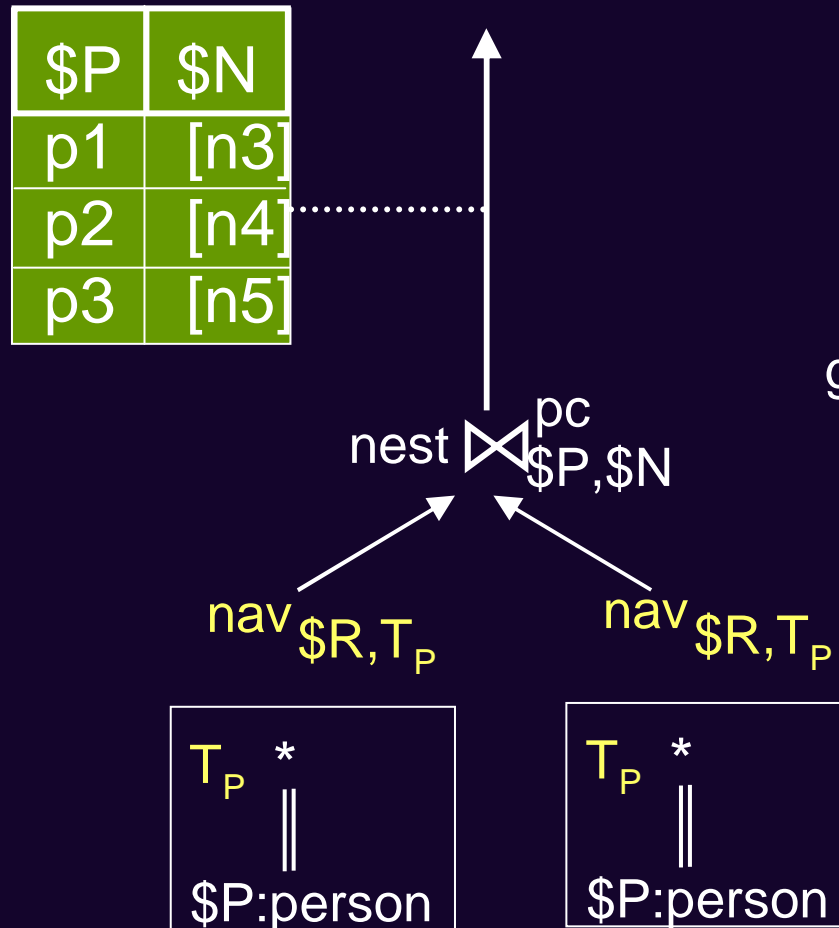 $P $N
p1 [n3]
p2 [n4]
p3 [n5]
g
pc
nest $P,$N
nav $R,TP nav $R,TP
TP * TP *
$P:person $P:person